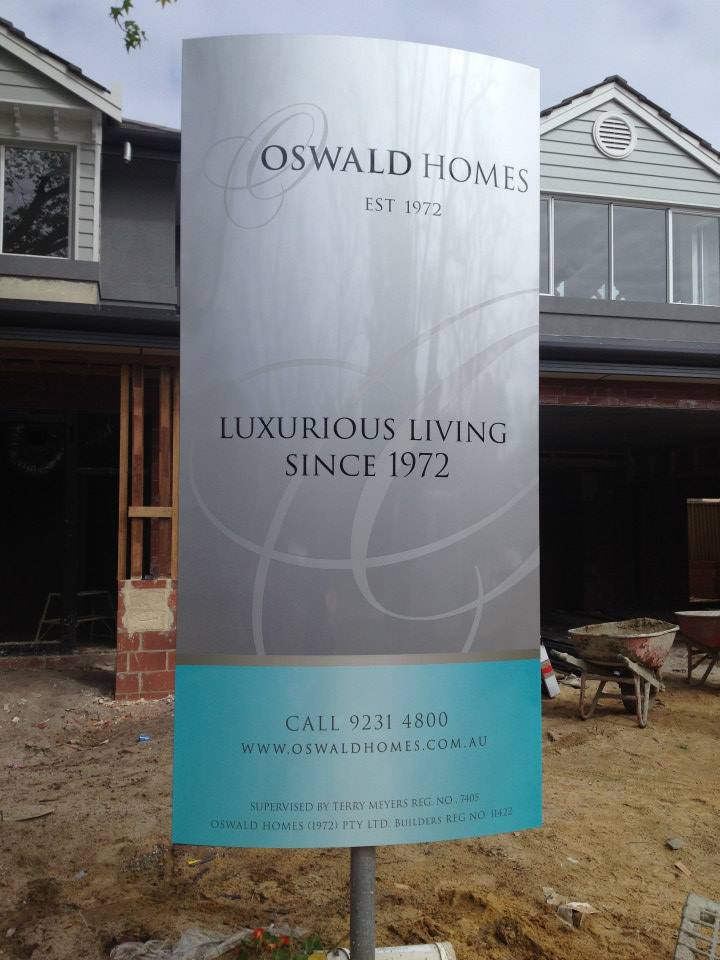 OSWALD HOMES
EST 1972
LUXURIOUS LIVING
SINCE 1972
CALL 9231 4800
WWW.OSWALDHOMES.COM.AU
SUPERVISED BY TERRY MEYERS REG. NO. 7405
OSWALD HOMES (1972) PTY LTD. BUILDERS REG NO. 11422